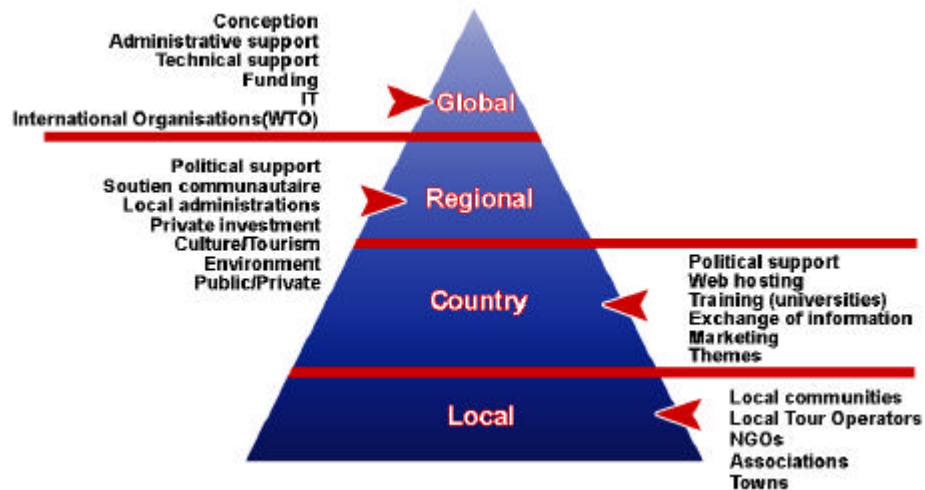 Conception
Administrative support
Technical support
Funding
IT
International Organisations(WTO)
Global
Political support
Soutien communautaire
Local administrations
Private investment
Culture/Tourism
Environment
Public/Private
Regional
Country
Political support
Web hosting
Training (universities)
Exchange of information
Marketing
Themes
Local
Local communities
Local Tour Operators
NGOs
Associations
Towns